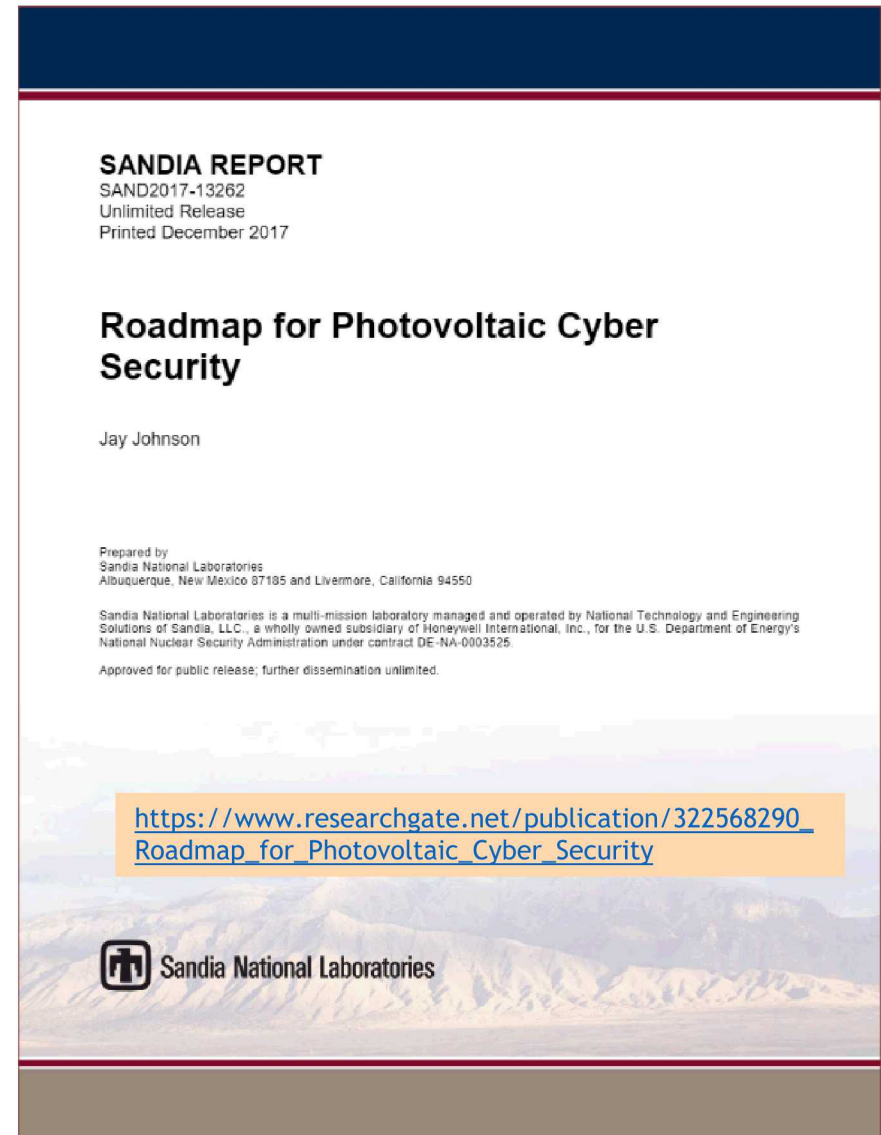 SANDIA REPORT
SAND2017-13262
Unlimited Release
Printed December 2017
Roadmap for Photovoltaic Cyber
Security
Jay Johnson
Prepared by
Sandia National Laboratories
Albuquerque, New Mexico 87185 and Livermore, California 94550
Sandia National Laboratories is a multi-mission laboratory managed and operated by National Technology and Engineering
Solutions of Sandia, LLC., a wholly owned subsidiary of Honeywell International, Inc., for the U.S. Department of Energy's
National Nuclear Security Administration under contract DE-NA-0003525.
Approved for public release; further dissemination unlimited.
https://www.researchgate.net/publication/322568290_
Roadmap_for_Photovoltaic_Cyber_Security
Sandia National Laboratories